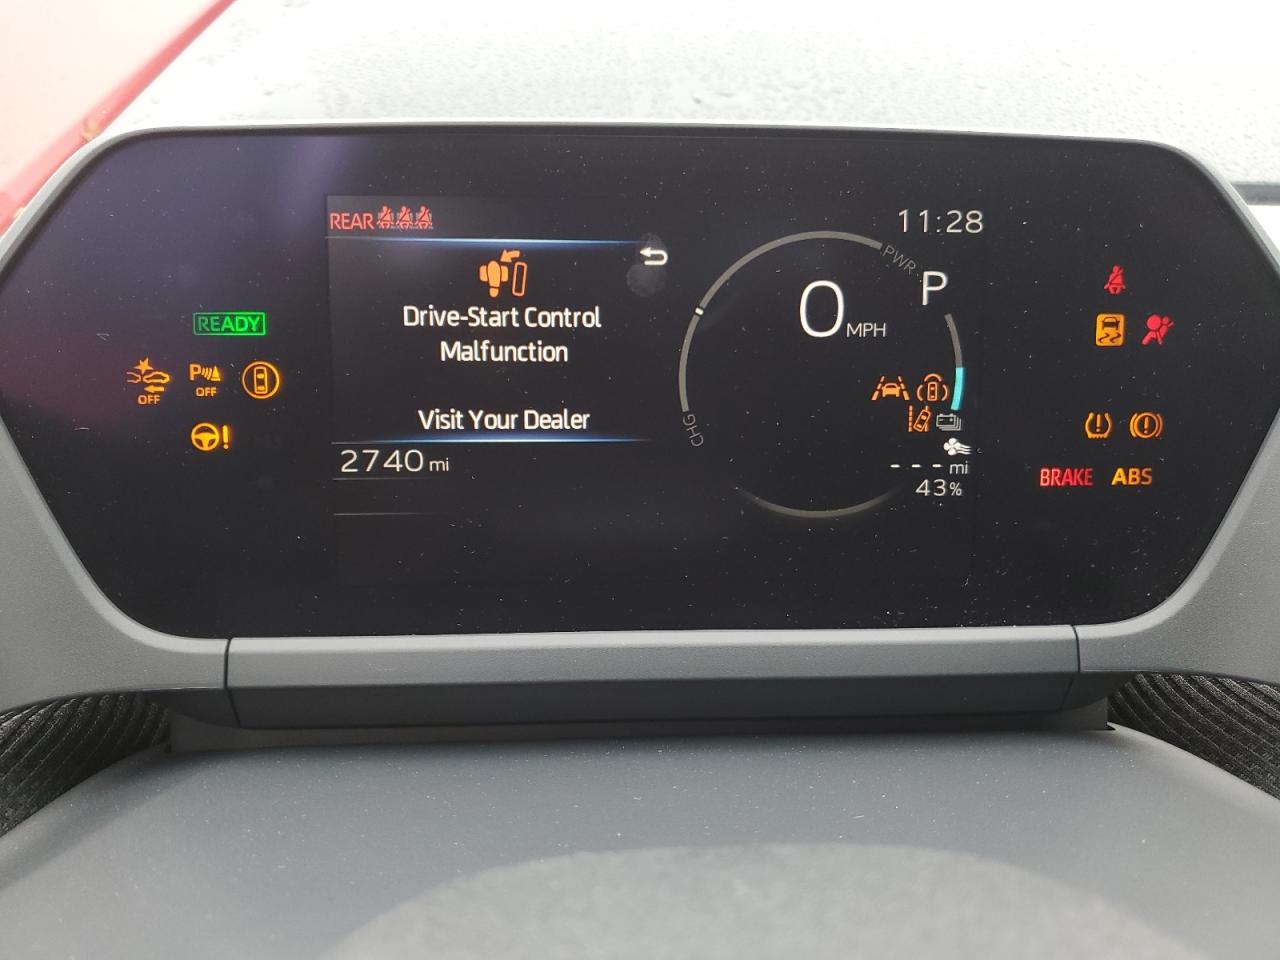 REAR
11:28
PWR
P
0 MPH
READY
Drive-Start Control
Malfunction
P OFF
OFF
Visit Your Dealer
CHG
2740 mi
- - - mi
43%
BRAKE ABS